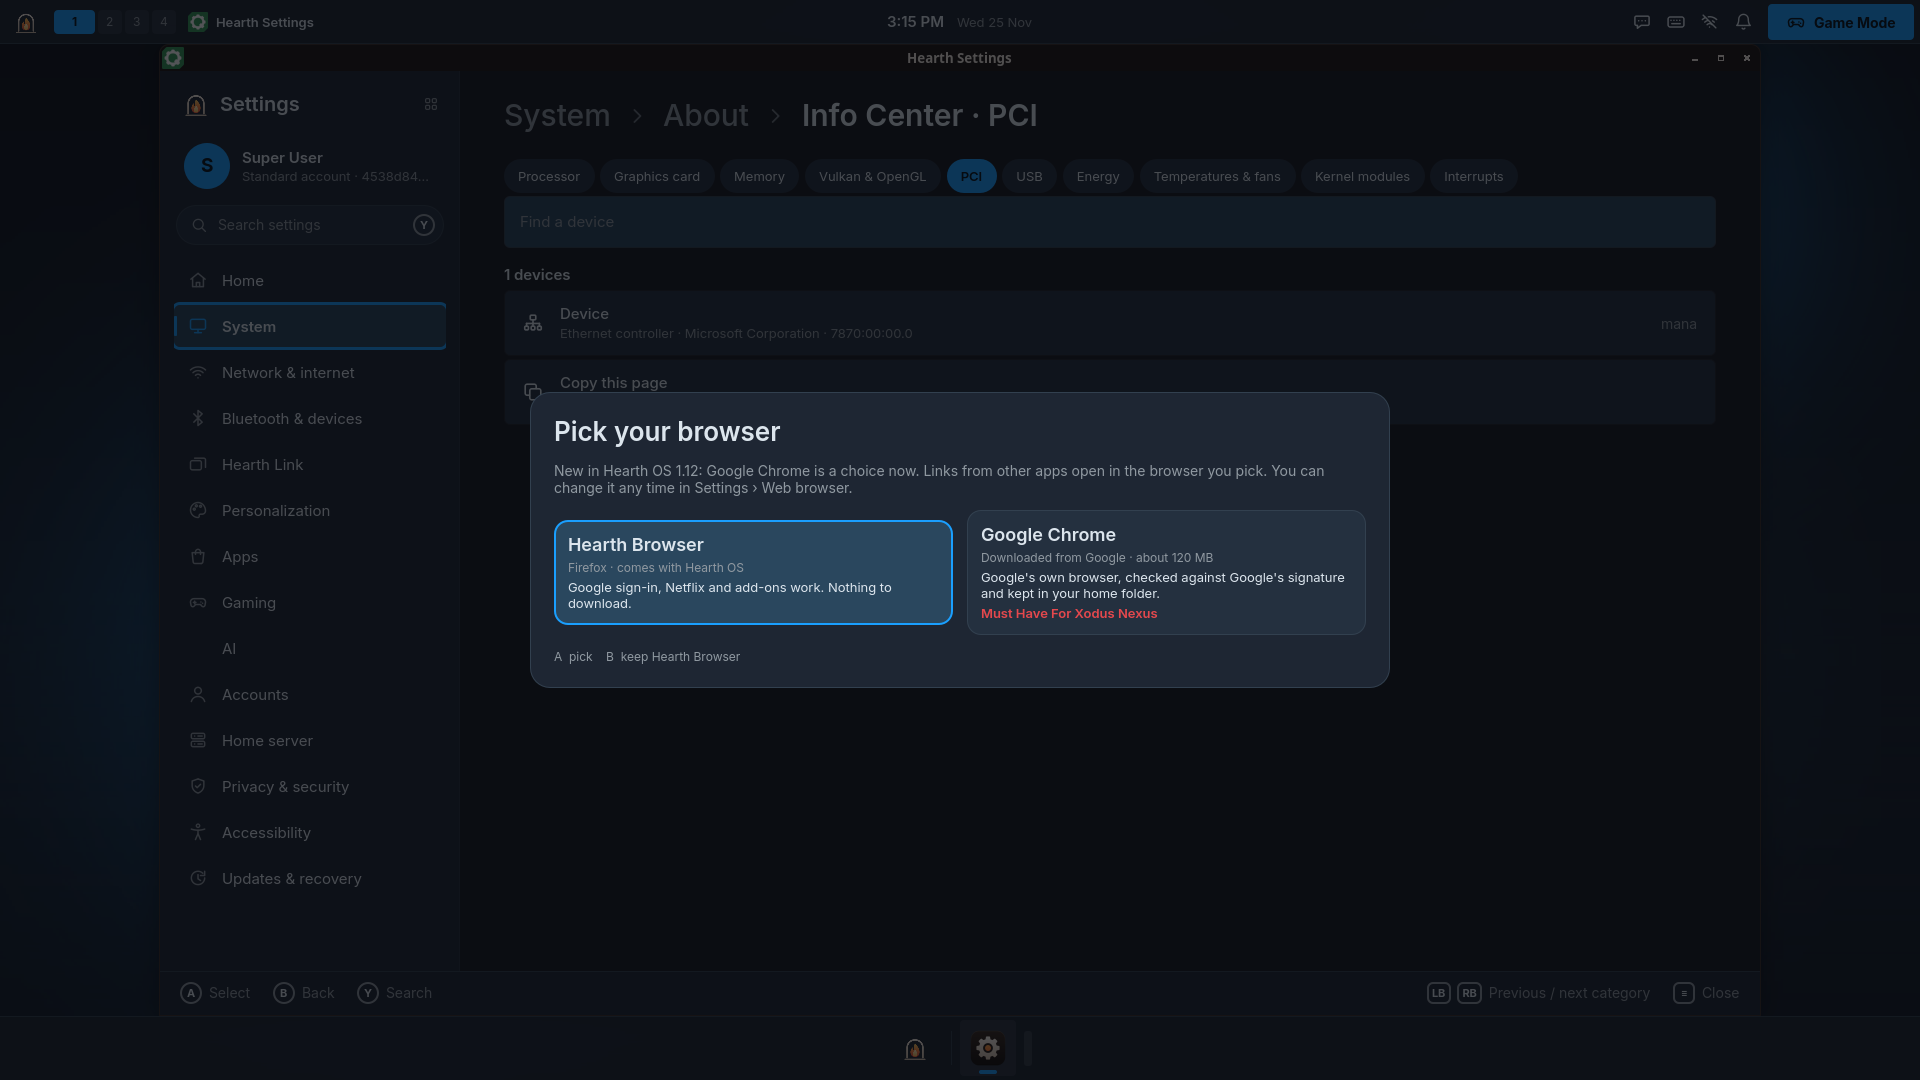 1 2 3 4 Hearth Settings 3:15 PM Wed 25 Nov Game Mode
Hearth Settings
Settings
S Super User
Standard account · 4538d84...
Search settings Y
Home
System
Network & internet
Bluetooth & devices
Hearth Link
Personalization
Apps
Gaming
AI
Accounts
Home server
Privacy & security
Accessibility
Updates & recovery
System › About › Info Center · PCI
Processor Graphics card Memory Vulkan & OpenGL PCI USB Energy Temperatures & fans Kernel modules Interrupts
Find a device
1 devices
Device
Ethernet controller · Microsoft Corporation · 7870:00:00.0 mana
Copy this page
Pick your browser
New in Hearth OS 1.12: Google Chrome is a choice now. Links from other apps open in the browser you pick. You can
change it any time in Settings › Web browser.
Hearth Browser
Firefox · comes with Hearth OS
Google sign-in, Netflix and add-ons work. Nothing to
download.
Google Chrome
Downloaded from Google · about 120 MB
Google's own browser, checked against Google's signature
and kept in your home folder.
Must Have For Xodus Nexus
A pick B keep Hearth Browser
A Select B Back Y Search LB RB Previous / next category ≡ Close